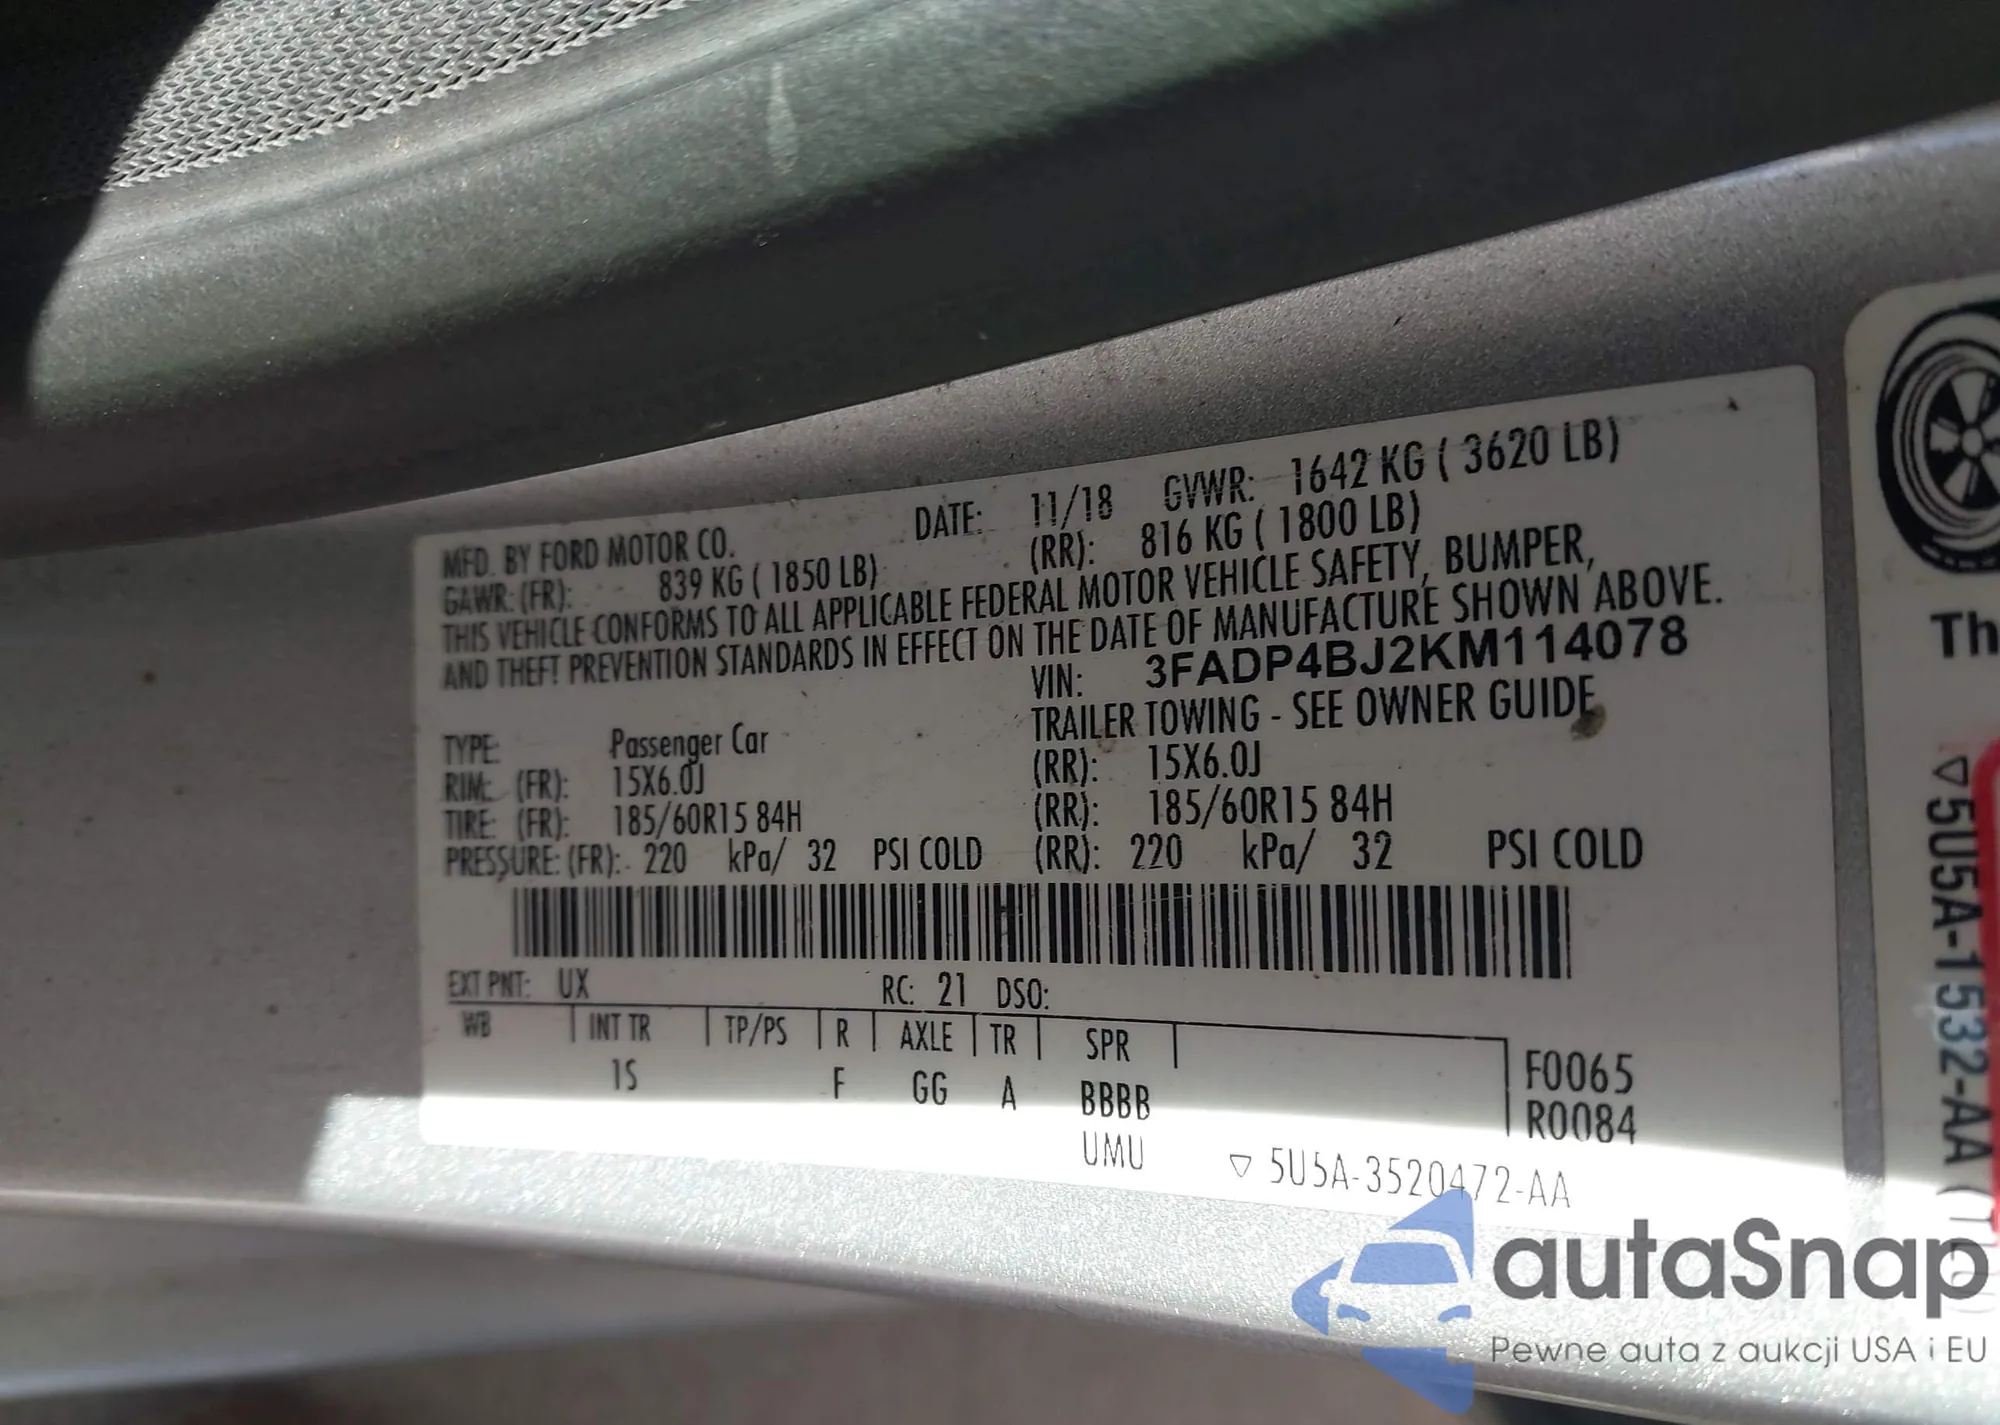 MFD. BY FORD MOTOR CO. DATE: 11/18 GVWR: 1642 KG ( 3620 LB)
GAWR: (FR): 839 KG ( 1850 LB) (RR): 816 KG ( 1800 LB)
THIS VEHICLE CONFORMS TO ALL APPLICABLE FEDERAL MOTOR VEHICLE SAFETY, BUMPER,
AND THEFT PREVENTION STANDARDS IN EFFECT ON THE DATE OF MANUFACTURE SHOWN ABOVE.
VIN: 3FADP4BJ2KM114078
TYPE: Passenger Car TRAILER TOWING - SEE OWNER GUIDE
RIM: (FR): 15X6.0J (RR): 15X6.0J
TIRE: (FR): 185/60R15 84H (RR): 185/60R15 84H
PRESSURE: (FR): 220 kPa/ 32 PSI COLD (RR): 220 kPa/ 32 PSI COLD
EXT PNT: UX RC: 21 DSO:
WB INT TR TP/PS R AXLE TR SPR
1S F GG A BBBB
UMU
F0065
R0084
▽ 5U5A-3520472-AA
Th
▽5U5A-1532-AA
autaSnap
Pewne auta z aukcji USA i EU